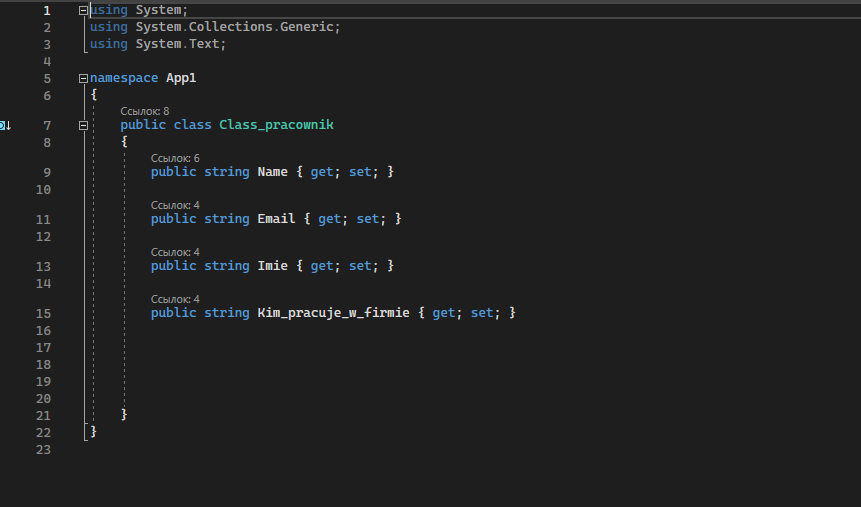 1 using System;
2 using System.Collections.Generic;
3 using System.Text;
4
5 namespace App1
6 {
Ссылок: 8
7 public class Class_pracownik
8 {
Ссылок: 6
9 public string Name { get; set; }
10
Ссылок: 4
11 public string Email { get; set; }
12
Ссылок: 4
13 public string Imie { get; set; }
14
Ссылок: 4
15 public string Kim_pracuje_w_firmie { get; set; }
16
17
18
19
20
21 }
22 }
23